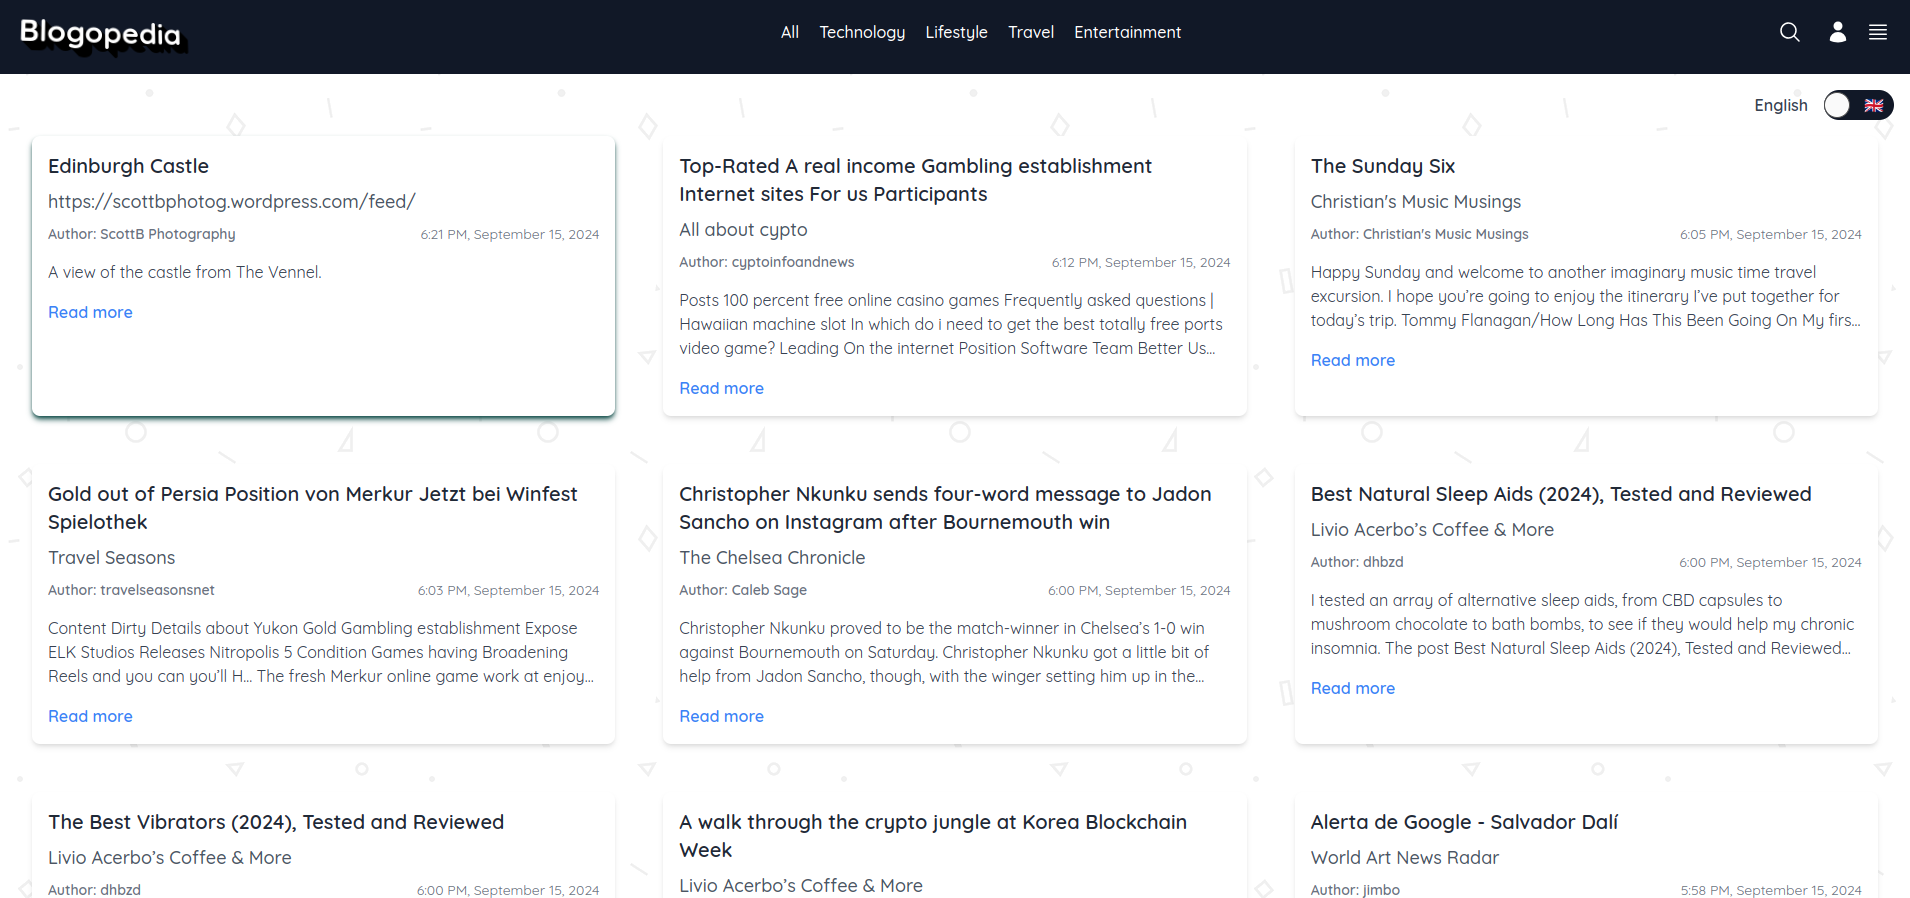 Blogopedia
All Technology Lifestyle Travel Entertainment
English
Edinburgh Castle
https://scottbphotog.wordpress.com/feed/
Author: ScottB Photography 6:21 PM, September 15, 2024
A view of the castle from The Vennel.
Read more
Top-Rated A real income Gambling establishment
Internet sites For us Participants
All about cypto
Author: cyptoinfoandnews 6:12 PM, September 15, 2024
Posts 100 percent free online casino games Frequently asked questions |
Hawaiian machine slot In which do i need to get the best totally free ports
video game? Leading On the internet Position Software Team Better Us...
Read more
The Sunday Six
Christian's Music Musings
Author: Christian's Music Musings 6:05 PM, September 15, 2024
Happy Sunday and welcome to another imaginary music time travel
excursion. I hope you’re going to enjoy the itinerary I’ve put together for
today’s trip. Tommy Flanagan/How Long Has This Been Going On My firs...
Read more
Gold out of Persia Position von Merkur Jetzt bei Winfest
Spielothek
Travel Seasons
Author: travelseasonsnet 6:03 PM, September 15, 2024
Content Dirty Details about Yukon Gold Gambling establishment Expose
ELK Studios Releases Nitropolis 5 Condition Games having Broadening
Reels and you can you’ll H... The fresh Merkur online game work at enjoy...
Read more
Christopher Nkunku sends four-word message to Jadon
Sancho on Instagram after Bournemouth win
The Chelsea Chronicle
Author: Caleb Sage 6:00 PM, September 15, 2024
Christopher Nkunku proved to be the match-winner in Chelsea’s 1-0 win
against Bournemouth on Saturday. Christopher Nkunku got a little bit of
help from Jadon Sancho, though, with the winger setting him up in the...
Read more
Best Natural Sleep Aids (2024), Tested and Reviewed
Livio Acerbo’s Coffee & More
Author: dhbzd 6:00 PM, September 15, 2024
I tested an array of alternative sleep aids, from CBD capsules to
mushroom chocolate to bath bombs, to see if they would help my chronic
insomnia. The post Best Natural Sleep Aids (2024), Tested and Reviewed...
Read more
The Best Vibrators (2024), Tested and Reviewed
Livio Acerbo’s Coffee & More
Author: dhbzd 6:00 PM, September 15, 2024
A walk through the crypto jungle at Korea Blockchain
Week
Livio Acerbo’s Coffee & More
Alerta de Google - Salvador Dalí
World Art News Radar
Author: jimbo 5:58 PM, September 15, 2024